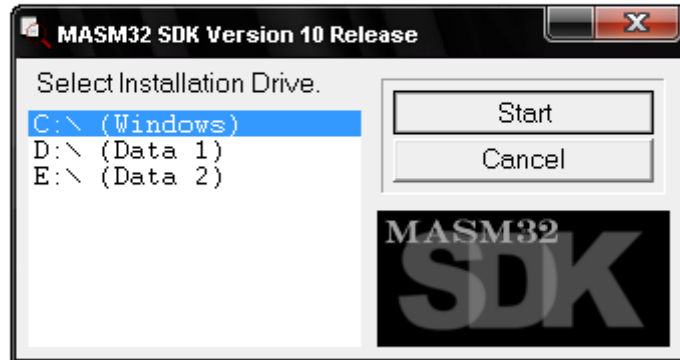 MASM32 SDK Version 10 Release
Select Installation Drive.
C:\ (Windows)
D:\ (Data 1)
E:\ (Data 2)
Start
Cancel
MASM32
SDK